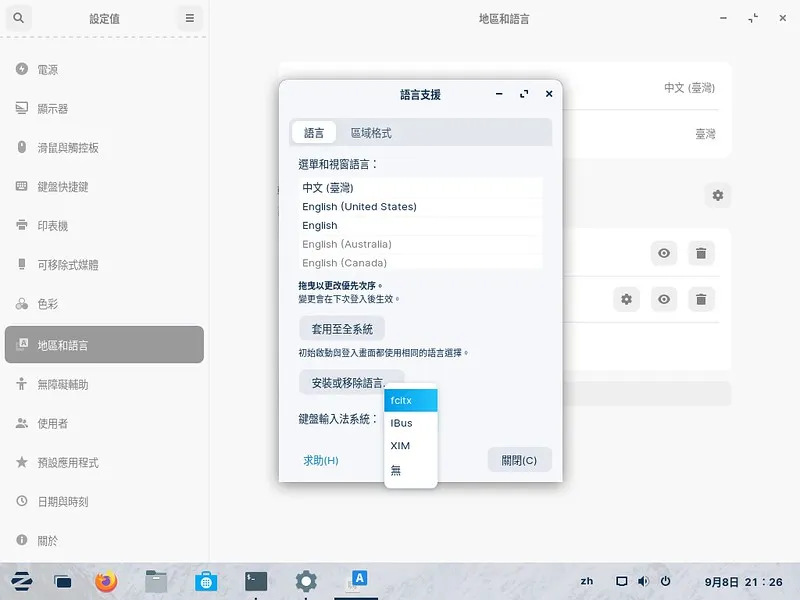 設定值
地區和語言
電源
顯示器
滑鼠與觸控板
鍵盤快捷鍵
印表機
可移除式媒體
色彩
地區和語言
無障礙輔助
使用者
預設應用程式
日期與時刻
關於
中文 (臺灣)
臺灣
語言支援
語言
區域格式
選單和視窗語言：
中文 (臺灣)
English (United States)
English
English (Australia)
English (Canada)
拖曳以更改優先次序。
變更會在下次登入後生效。
套用至全系統
初始啟動與登入畫面都使用相同的語言選擇。
安裝或移除語言
鍵盤輸入法系統：
fcitx
IBus
XIM
無
求助(H)
關閉(C)
zh
9月8日 21：26